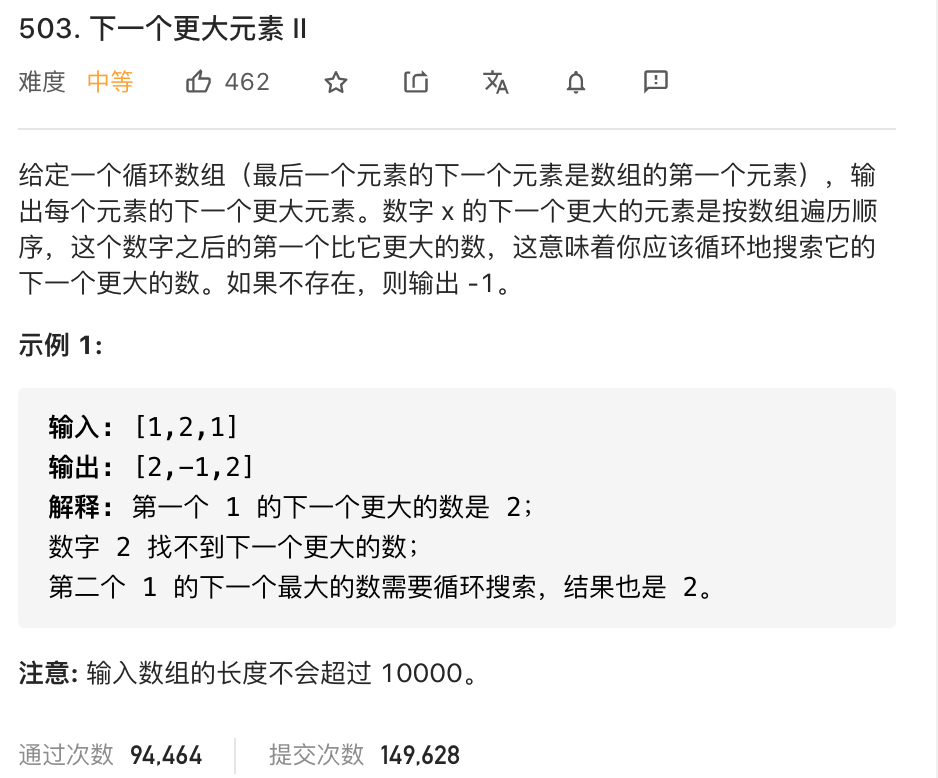 503. 下一个更大元素 II
难度 中等 462
给定一个循环数组（最后一个元素的下一个元素是数组的第一个元素），输
出每个元素的下一个更大元素。数字 x 的下一个更大的元素是按数组遍历顺
序，这个数字之后的第一个比它更大的数，这意味着你应该循环地搜索它的
下一个更大的数。如果不存在，则输出 -1。
示例 1:
输入: [1,2,1]
输出: [2,-1,2]
解释: 第一个 1 的下一个更大的数是 2；
数字 2 找不到下一个更大的数；
第二个 1 的下一个最大的数需要循环搜索，结果也是 2。
注意: 输入数组的长度不会超过 10000。
通过次数 94,464 提交次数 149,628